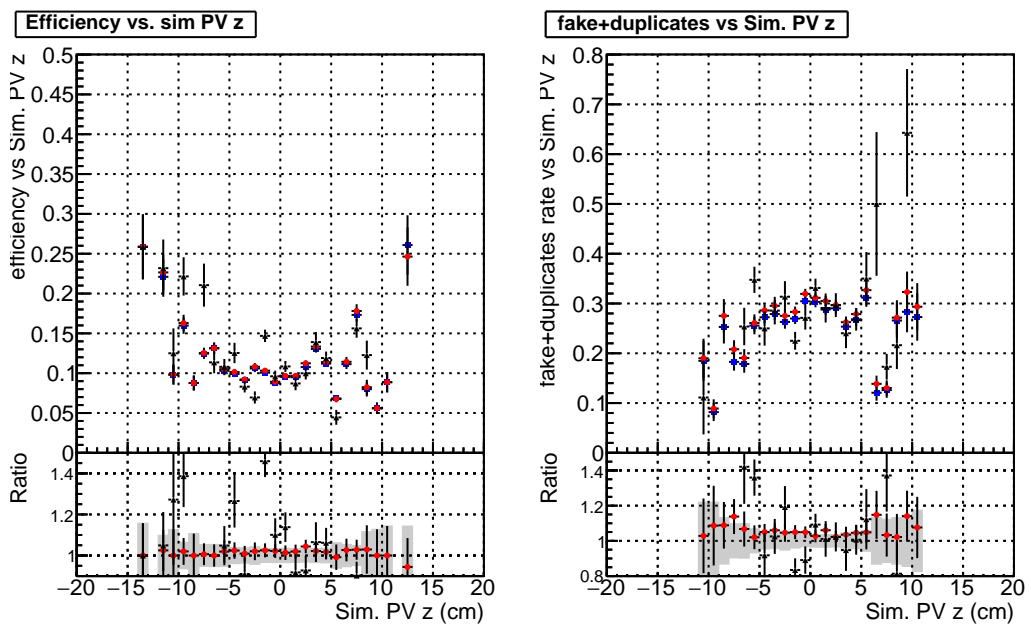 Efficiency vs. sim PV z
efficiency vs Sim. PV z
0.5
0.45
0.4
0.35
0.3
0.25
0.2
0.15
0.1
0.05
0
Ratio
1.4
1.2
1
−20 −15 −10 −5 0 5 10 15 20
Sim. PV z (cm)
fake+duplicates vs Sim. PV z
fake+duplicates rate vs Sim. PV z
0.8
0.7
0.6
0.5
0.4
0.3
0.2
0.1
0
Ratio
1.4
1.2
1
0.8
−20 −15 −10 −5 0 5 10 15 20
Sim. PV z (cm)